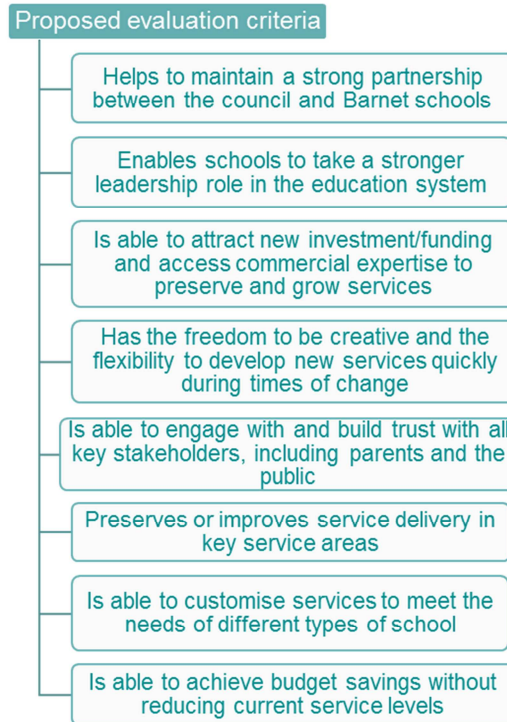 Proposed evaluation criteria
Helps to maintain a strong partnership
between the council and Barnet schools
Enables schools to take a stronger
leadership role in the education system
Is able to attract new investment/funding
and access commercial expertise to
preserve and grow services
Has the freedom to be creative and the
flexibility to develop new services quickly
during times of change
Is able to engage with and build trust with all
key stakeholders, including parents and the
public
Preserves or improves service delivery in
key service areas
Is able to customise services to meet the
needs of different types of school
Is able to achieve budget savings without
reducing current service levels